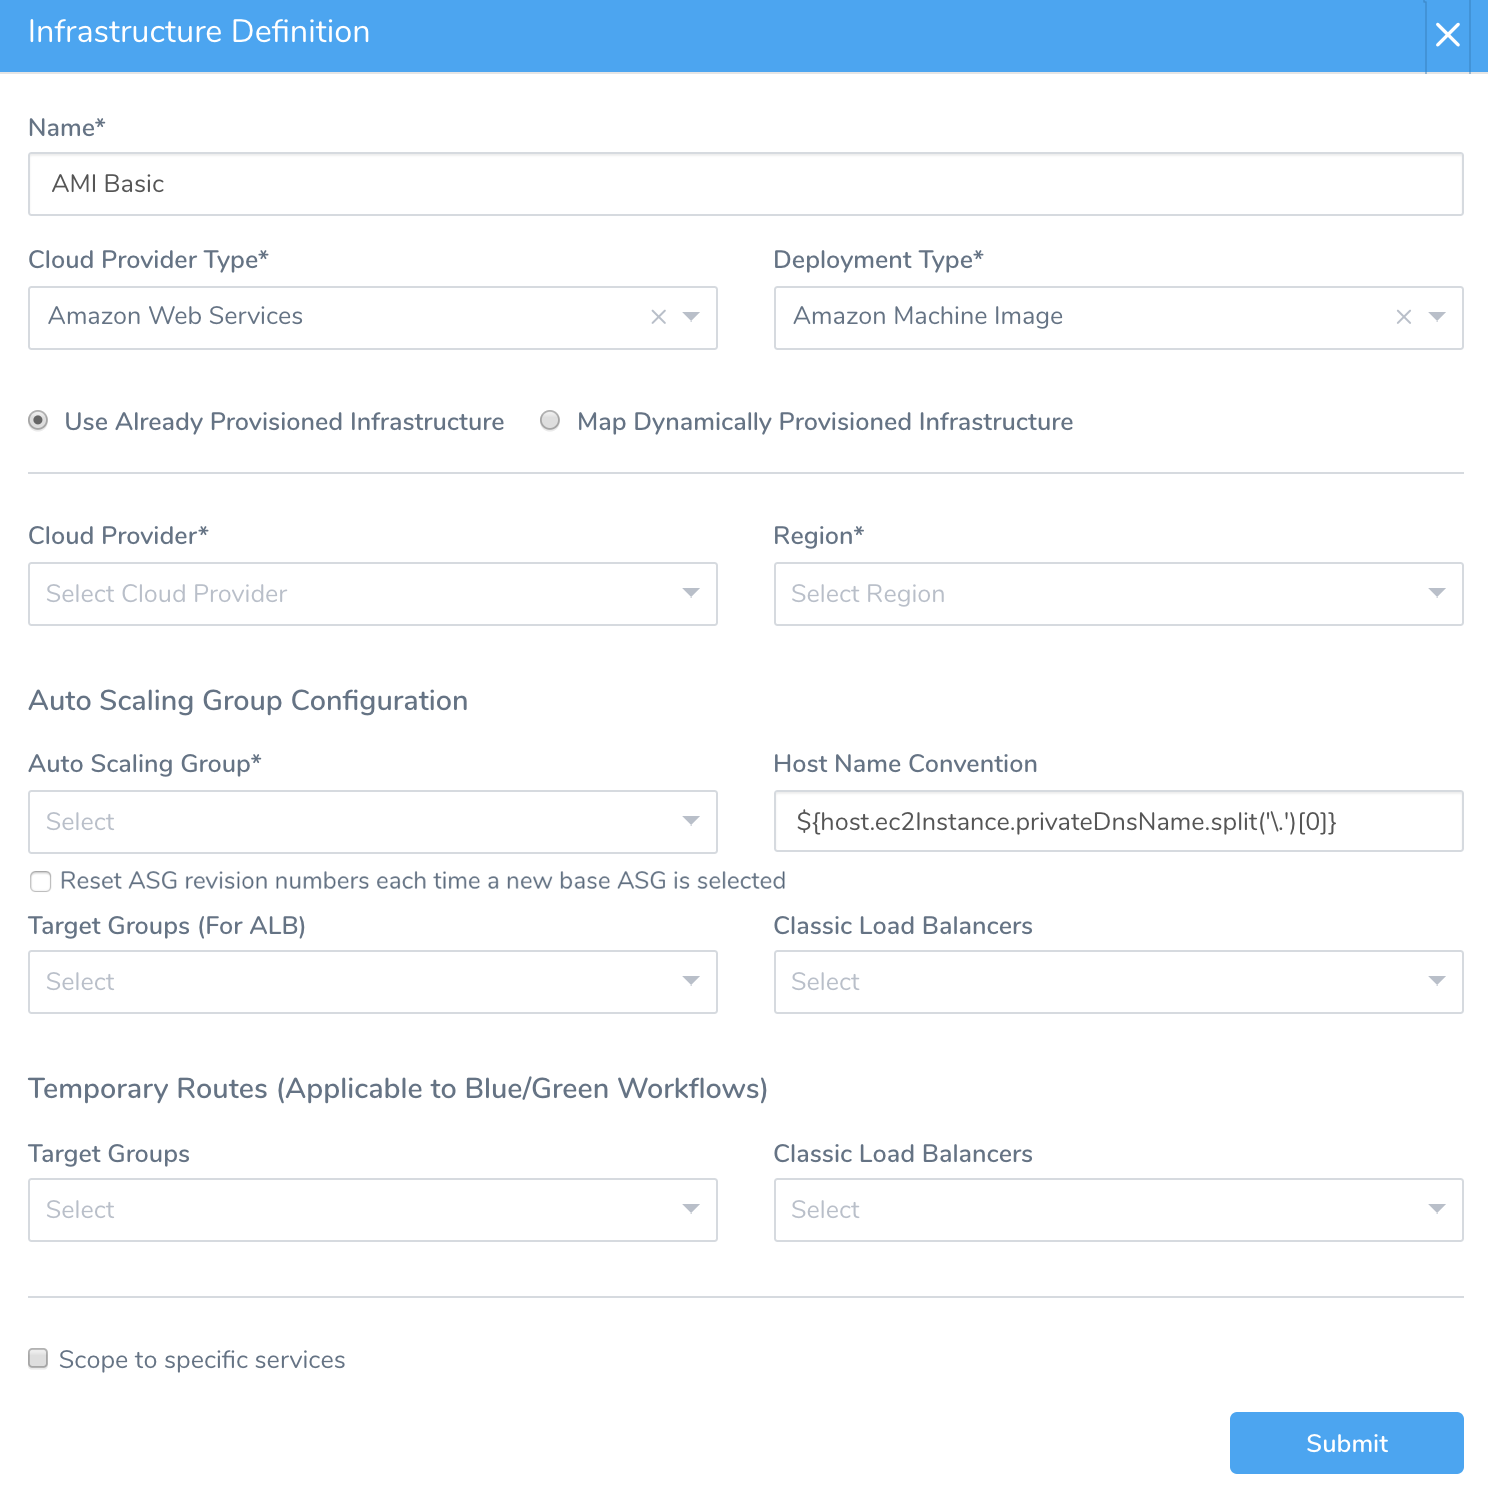 Infrastructure Definition
Name*
AMI Basic
Cloud Provider Type*
Deployment Type*
Amazon Web Services
Amazon Machine Image
Use Already Provisioned Infrastructure
Map Dynamically Provisioned Infrastructure
Cloud Provider*
Region*
Select Cloud Provider
Select Region
Auto Scaling Group Configuration
Auto Scaling Group*
Host Name Convention
Select
${host.ec2Instance.privateDnsName.split('\.')[0]}
Reset ASG revision numbers each time a new base ASG is selected
Target Groups (For ALB)
Classic Load Balancers
Select
Select
Temporary Routes (Applicable to Blue/Green Workflows)
Target Groups
Classic Load Balancers
Select
Select
Scope to specific services
Submit